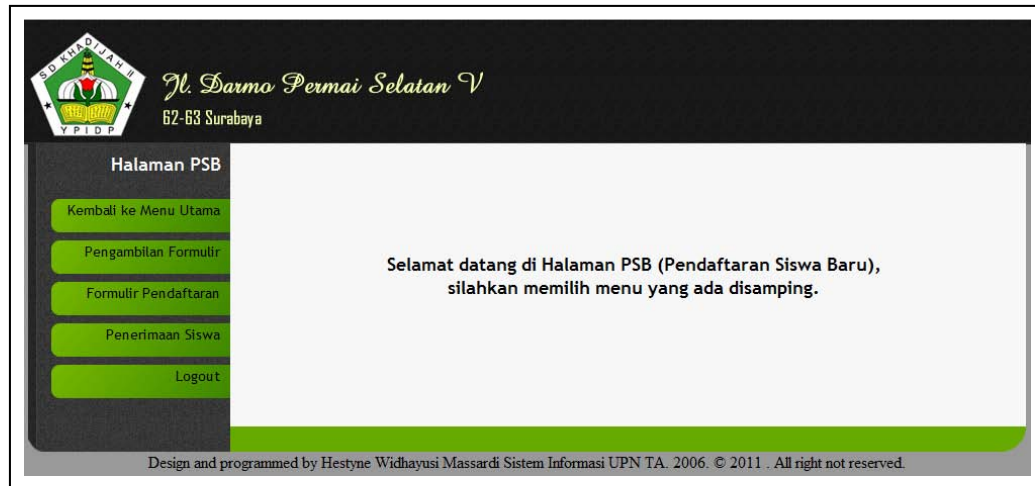 SD KHADIJAH II
YPIDP
Jl. Darmo Permai Selatan V
62-63 Surabaya
Halaman PSB
Kembali ke Menu Utama
Pengambilan Formulir
Formulir Pendaftaran
Penerimaan Siswa
Logout
Selamat datang di Halaman PSB (Pendaftaran Siswa Baru),
silahkan memilih menu yang ada disamping.
Design and programmed by Hestyne Widhayusi Massardi Sistem Informasi UPN TA. 2006. © 2011 . All right not reserved.